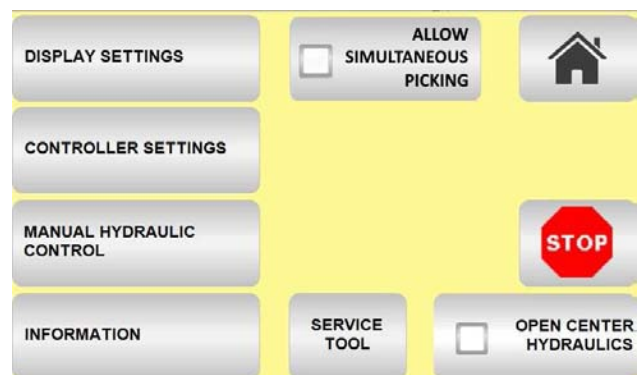 DISPLAY SETTINGS
ALLOW
SIMULTANEOUS
PICKING
CONTROLLER SETTINGS
MANUAL HYDRAULIC
CONTROL
STOP
INFORMATION
SERVICE
TOOL
OPEN CENTER
HYDRAULICS